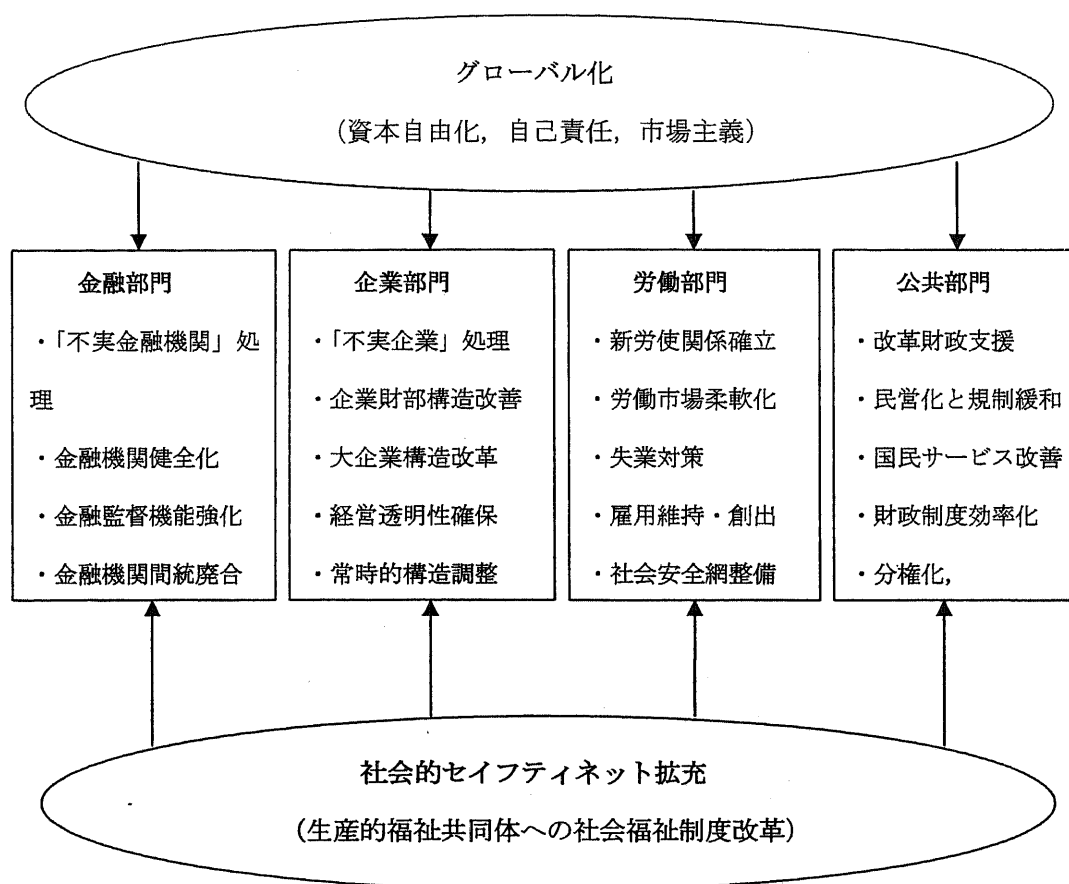 グローバル化
(資本自由化, 自己責任, 市場主義)
金融部門
・「不実金融機関」処
理
・金融機関健全化
・金融監督機能強化
・金融機関間統廃合
企業部門
・「不実企業」処理
・企業財部構造改善
・大企業構造改革
・経営透明性確保
・常時的構造調整
労働部門
・新労使関係確立
・労働市場柔軟化
・失業対策
・雇用維持・創出
・社会安全網整備
公共部門
・改革財政支援
・民営化と規制緩和
・国民サービス改善
・財政制度効率化
・分権化,
社会的セイフティネット拡充
(生産的福祉共同体への社会福祉制度改革)